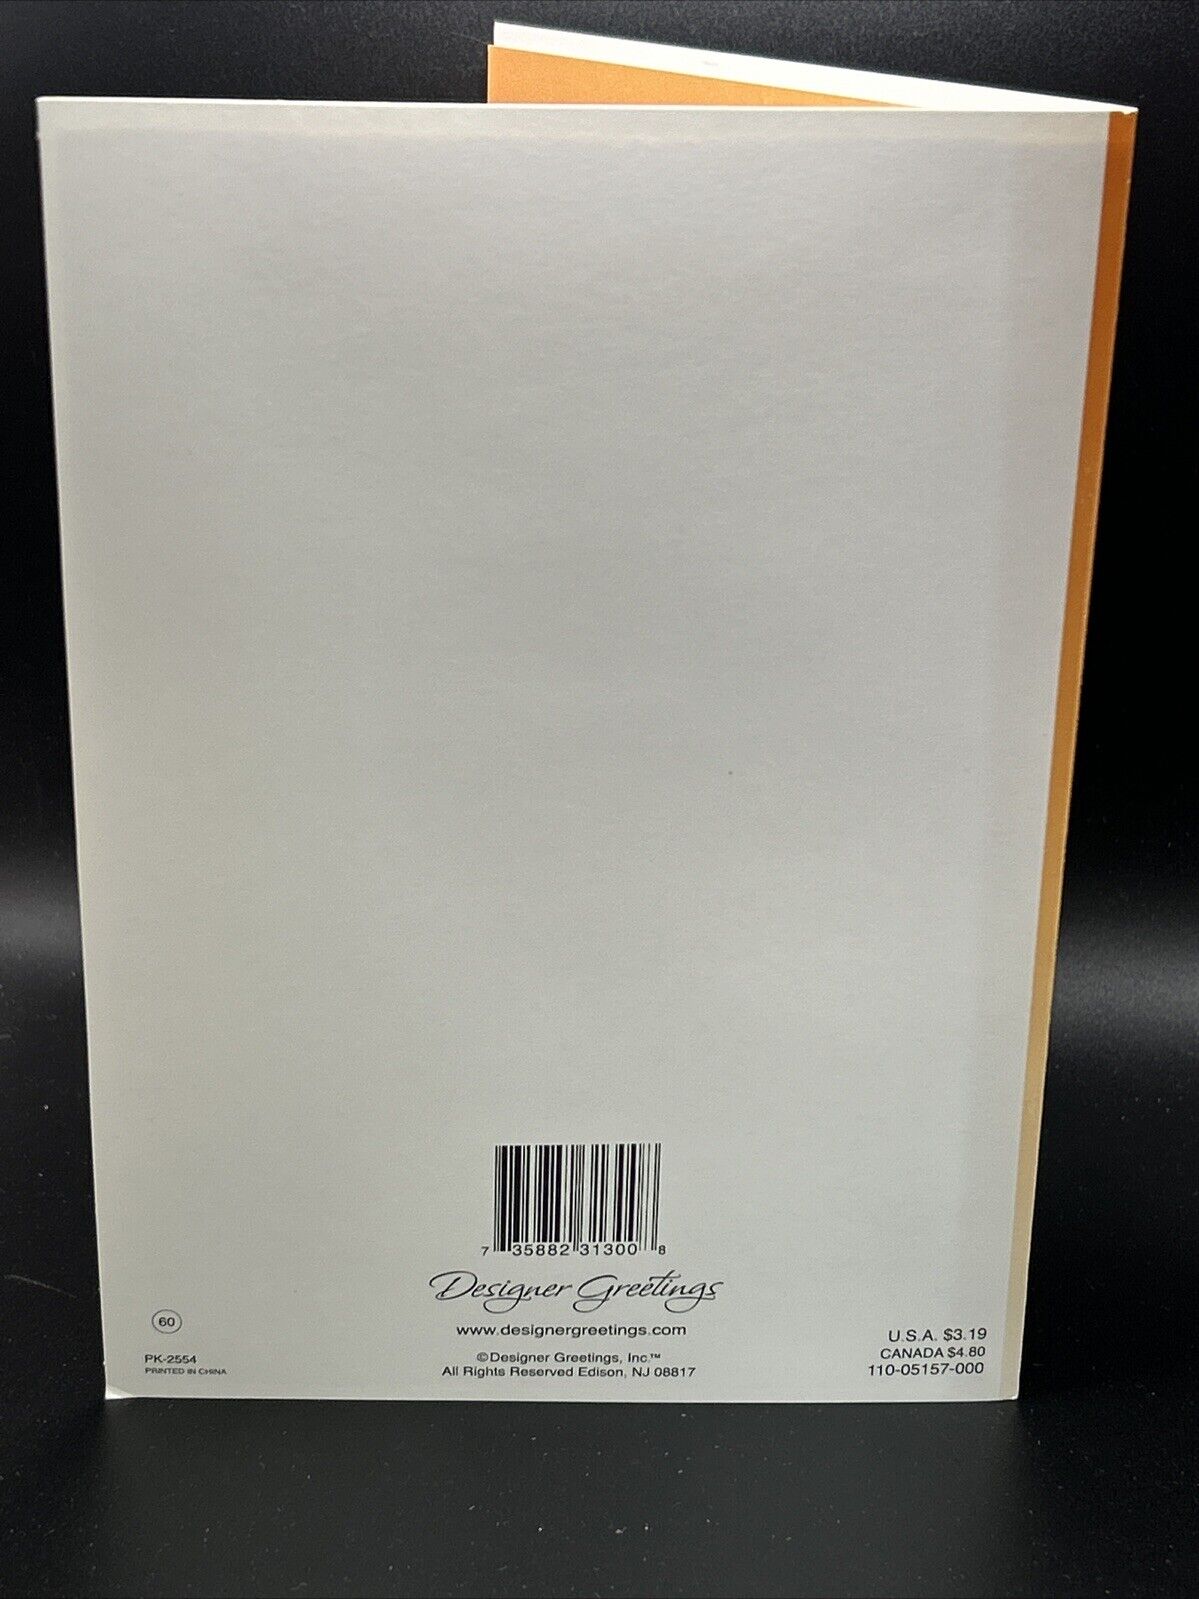 7 35882 31300 8
Designer Greetings
www.designergreetings.com
©Designer Greetings, Inc.™
All Rights Reserved Edison, NJ 08817
60
PK-2554
PRINTED IN CHINA
U.S.A. $3.19
CANADA $4.80
110-05157-000